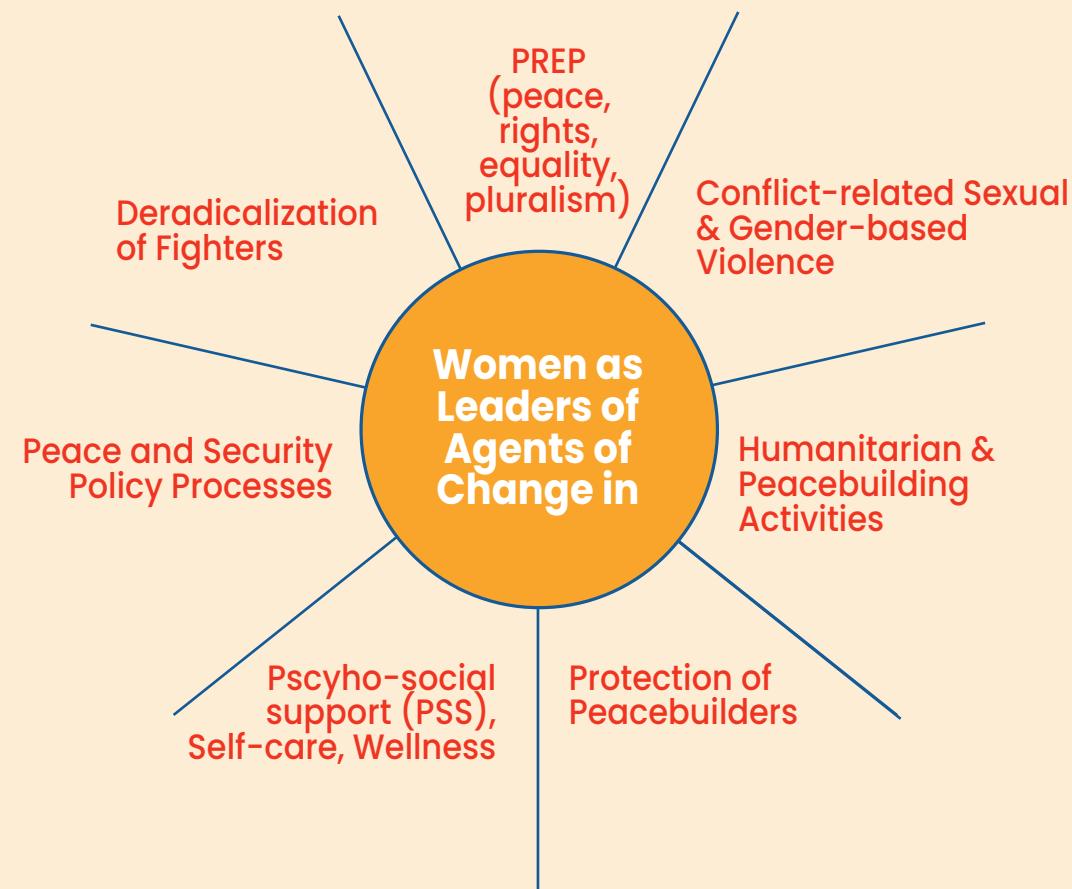 PREP
(peace,
rights,
equality,
pluralism)
Conflict-related Sexual
& Gender-based
Violence
Humanitarian &
Peacebuilding
Activities
Protection of
Peacebuilders
Pscyho-social
support (PSS),
Self-care, Wellness
Peace and Security
Policy Processes
Deradicalization
of Fighters
Women as
Leaders of
Agents of
Change in